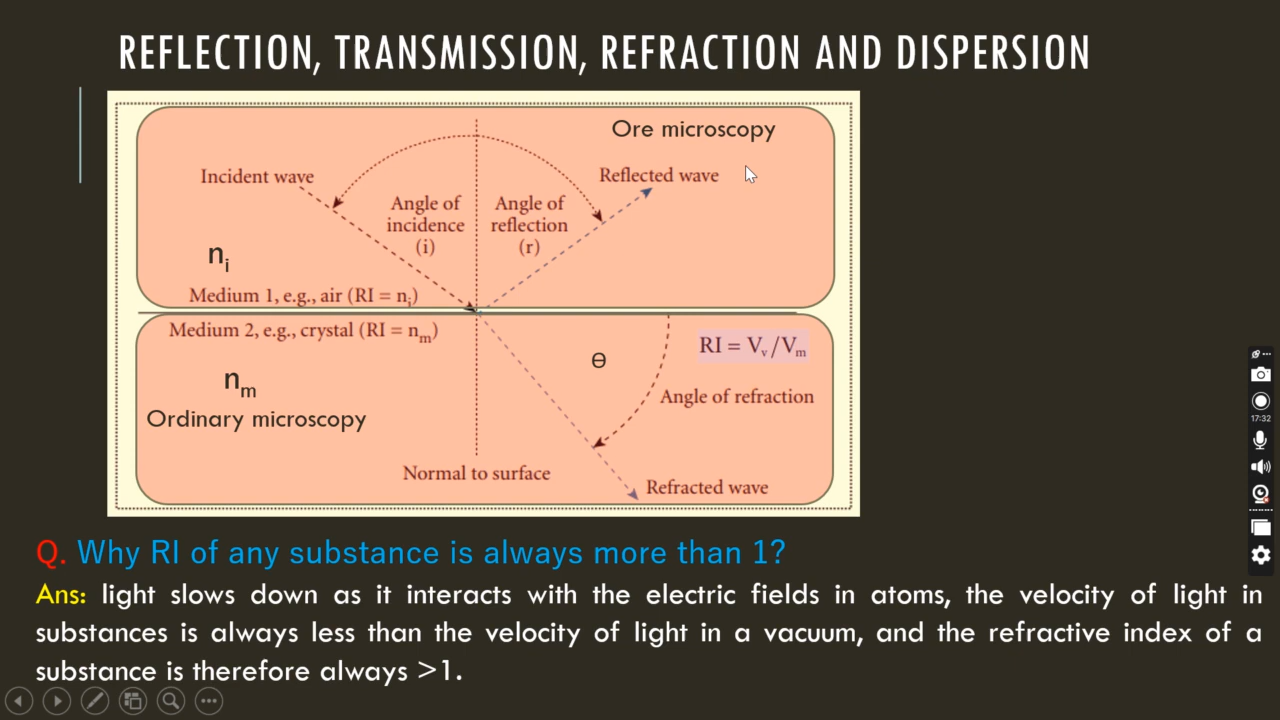 REFLECTION, TRANSMISSION, REFRACTION AND DISPERSION
Ore microscopy
Incident wave
Reflected wave
Angle of
incidence
(i)
Angle of
reflection
(r)
nᵢ
Medium 1, e.g., air (RI = nᵢ)
Medium 2, e.g., crystal (RI = nₘ)
θ
RI = Vᵥ/Vₘ
nₘ
Angle of refraction
Ordinary microscopy
Normal to surface
Refracted wave
Q. Why RI of any substance is always more than 1?
Ans: light slows down as it interacts with the electric fields in atoms, the velocity of light in
substances is always less than the velocity of light in a vacuum, and the refractive index of a
substance is therefore always >1.
17:32